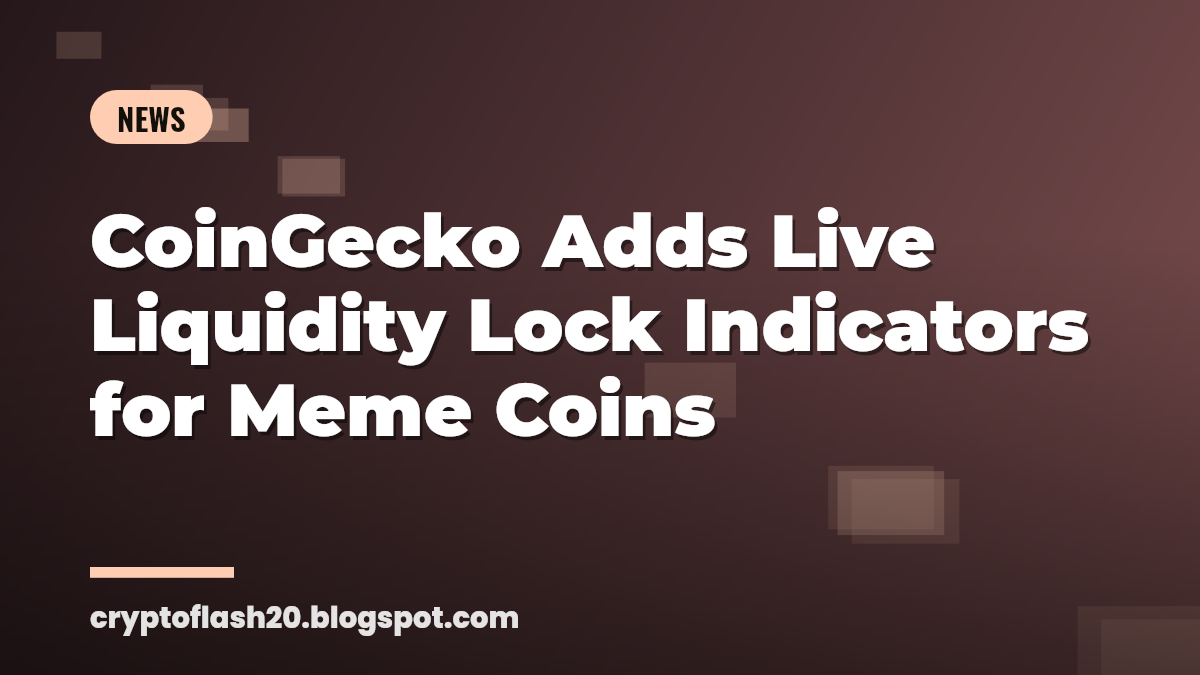 NEWS
CoinGecko Adds Live
Liquidity Lock Indicators
for Meme Coins
cryptoflash20.blogspot.com